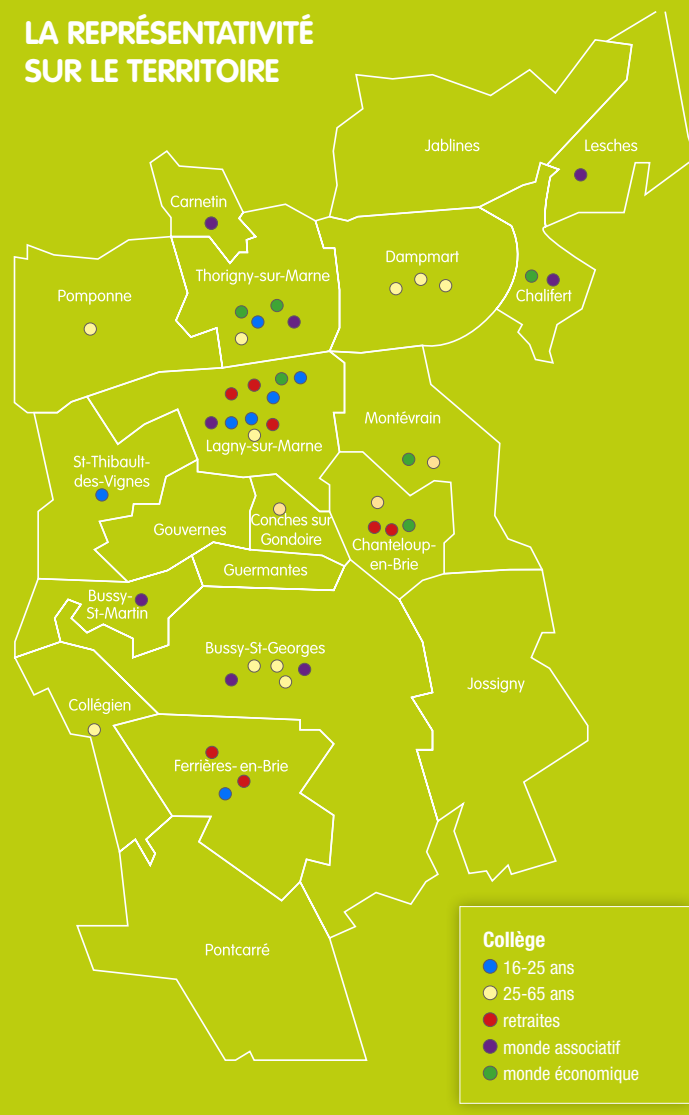 LA REPRÉSENTATIVITÉ
SUR LE TERRITOIRE
Jablines
Lesches
Carnetin
Dampmart
Thorigny-sur-Marne
Pomponne
Chalifert
Montévrain
Lagny-sur-Marne
St-Thibault-
des-Vignes
Gouvernes
Conches sur
Gondoire
Chanteloup-
en-Brie
Guermantes
Bussy-
St-Martin
Bussy-St-Georges
Jossigny
Collégien
Ferrières-en-Brie
Pontcarré
Collège
16-25 ans
25-65 ans
retraites
monde associatif
monde économique